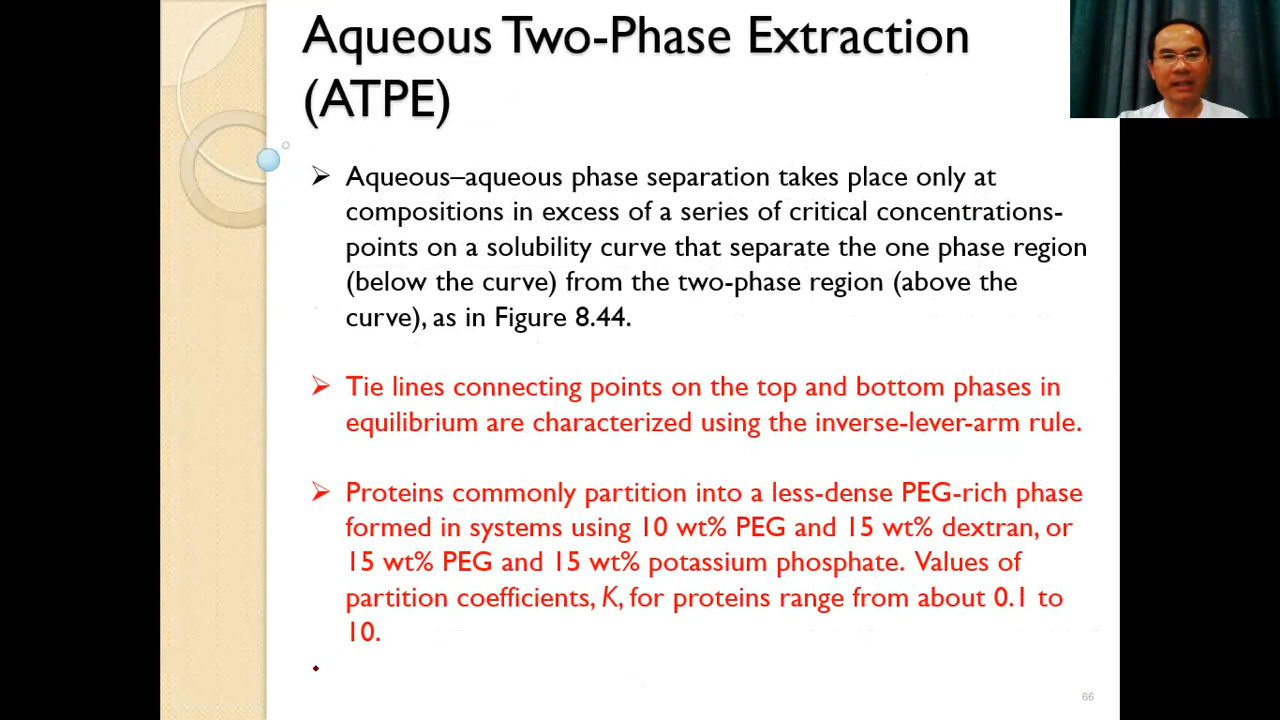 Aqueous Two-Phase Extraction
(ATPE)
➢ Aqueous–aqueous phase separation takes place only at
compositions in excess of a series of critical concentrations-
points on a solubility curve that separate the one phase region
(below the curve) from the two-phase region (above the
curve), as in Figure 8.44.
➢ Tie lines connecting points on the top and bottom phases in
equilibrium are characterized using the inverse-lever-arm rule.
➢ Proteins commonly partition into a less-dense PEG-rich phase
formed in systems using 10 wt% PEG and 15 wt% dextran, or
15 wt% PEG and 15 wt% potassium phosphate. Values of
partition coefficients, K, for proteins range from about 0.1 to
10.
66